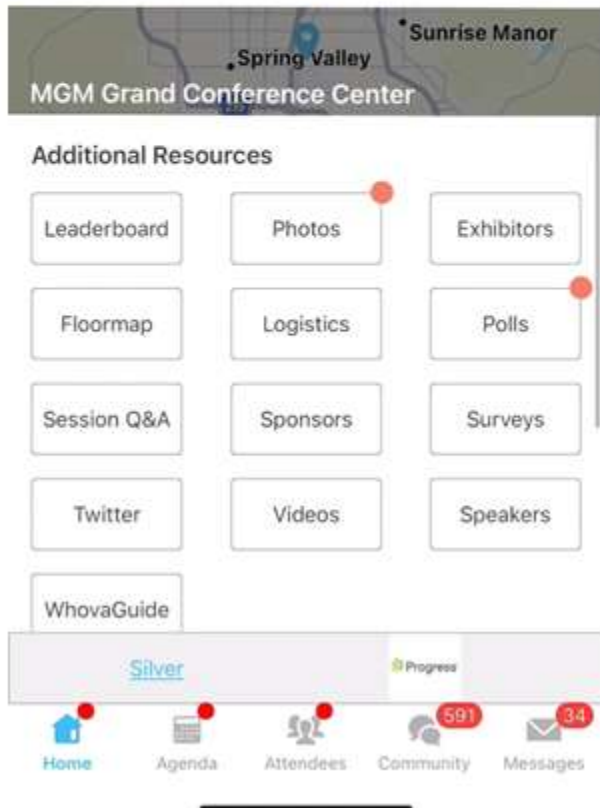 Sunrise Manor
Spring Valley
MGM Grand Conference Center
Additional Resources
Leaderboard Photos Exhibitors
Floormap Logistics Polls
Session Q&A Sponsors Surveys
Twitter Videos Speakers
WhovaGuide
Silver Progress
591 34
Home Agenda Attendees Community Messages